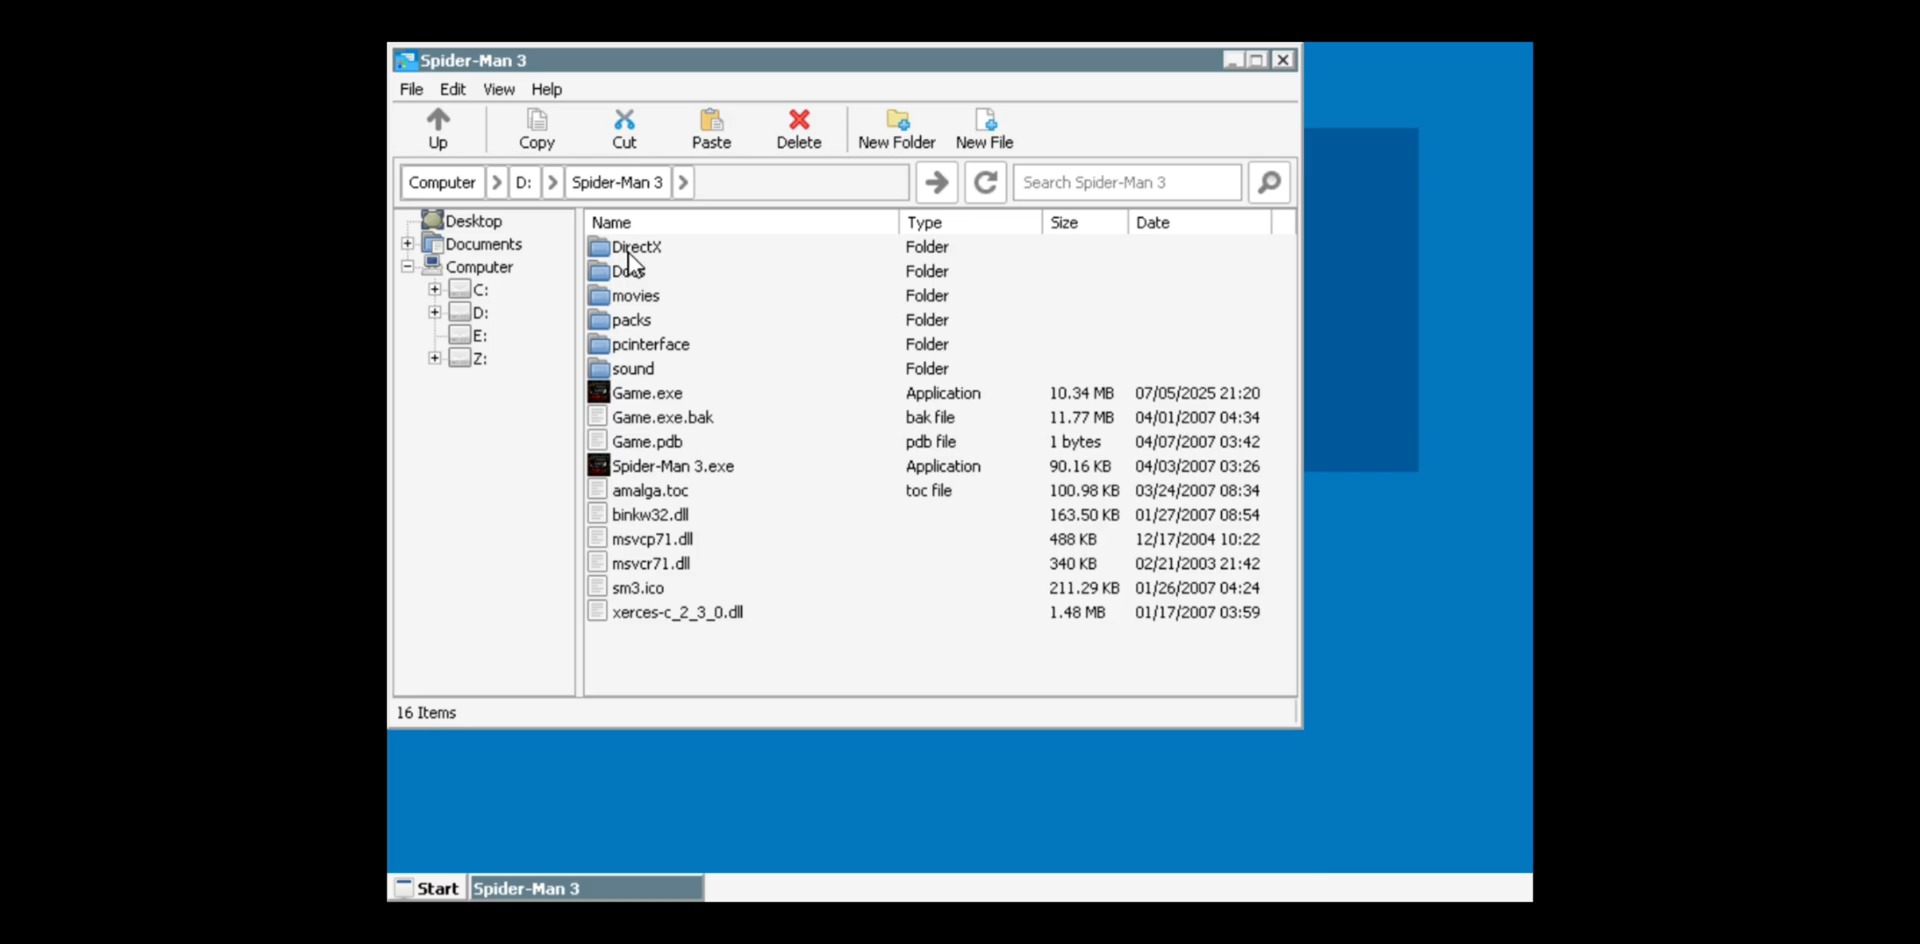 Spider-Man 3
File Edit View Help
Up Copy Cut Paste Delete New Folder New File
Computer D: Spider-Man 3 Search Spider-Man 3
Desktop
Documents
Computer
C:
D:
E:
Z:
Name Type Size Date
DirectX Folder
Docs Folder
movies Folder
packs Folder
pcinterface Folder
sound Folder
Game.exe Application 10.34 MB 07/05/2025 21:20
Game.exe.bak bak file 11.77 MB 04/01/2007 04:34
Game.pdb pdb file 1 bytes 04/07/2007 03:42
Spider-Man 3.exe Application 90.16 KB 04/03/2007 03:26
amalga.toc toc file 100.98 KB 03/24/2007 08:34
binkw32.dll 163.50 KB 01/27/2007 08:54
msvcp71.dll 488 KB 12/17/2004 10:22
msvcr71.dll 340 KB 02/21/2003 21:42
sm3.ico 211.29 KB 01/26/2007 04:24
xerces-c_2_3_0.dll 1.48 MB 01/17/2007 03:59
16 Items
Start Spider-Man 3